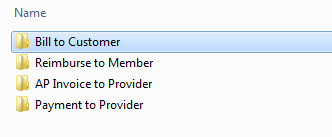 Name
Bill to Customer
Reimburse to Member
AP Invoice to Provider
Payment to Provider